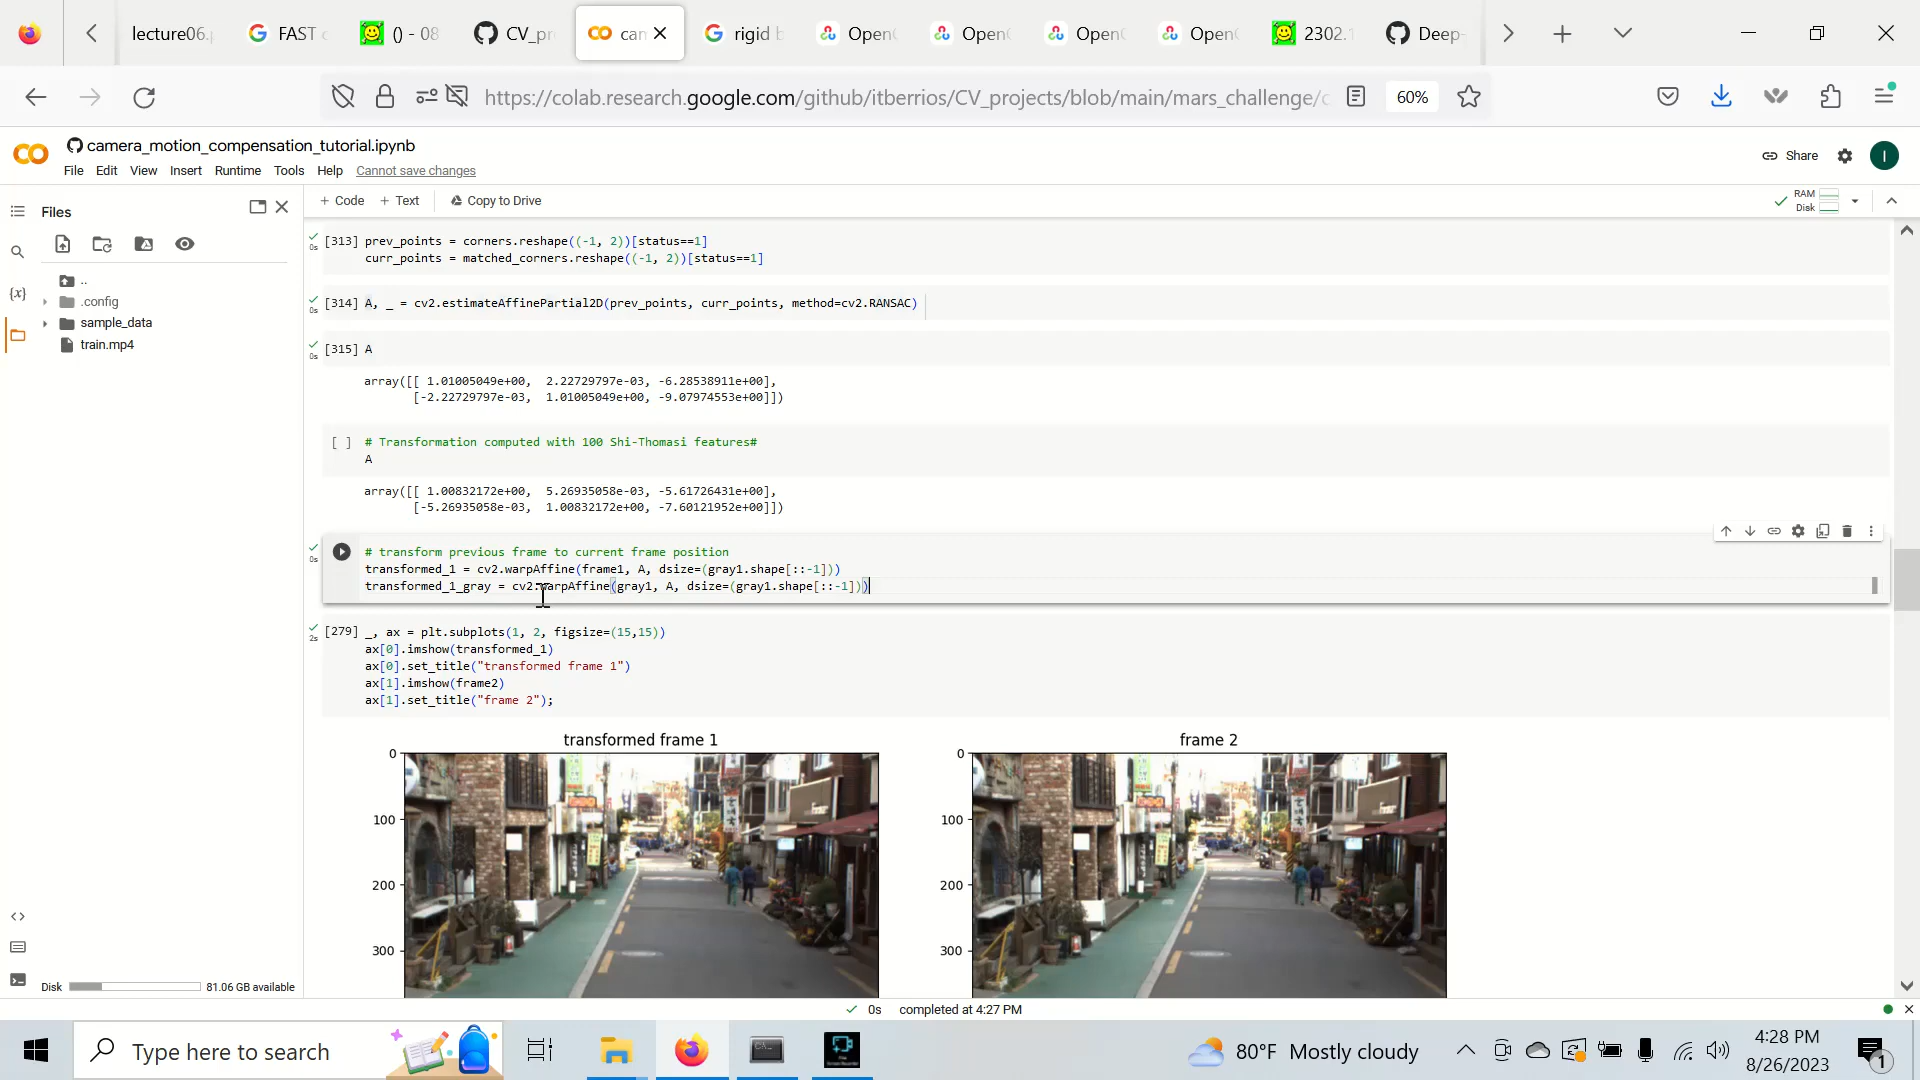 lecture06.
FAST
() - 08
CV_pr
can
rigid b
Open
Open
Open
Open
2302.1
Deep-
https://colab.research.google.com/github/itberrios/CV_projects/blob/main/mars_challenge/c
60%
camera_motion_compensation_tutorial.ipynb
File Edit View Insert Runtime Tools Help Cannot save changes
Share
I
Files
+ Code + Text Copy to Drive
RAM
Disk
..
.config
sample_data
train.mp4
{x}
<>
Disk 81.06 GB available
0s
[313] prev_points = corners.reshape((-1, 2))[status==1]
curr_points = matched_corners.reshape((-1, 2))[status==1]
0s
[314] A, _ = cv2.estimateAffinePartial2D(prev_points, curr_points, method=cv2.RANSAC)
0s
[315] A
array([[ 1.01005049e+00, 2.22729797e-03, -6.28538911e+00],
[-2.22729797e-03, 1.01005049e+00, -9.07974553e+00]])
[ ] # Transformation computed with 100 Shi-Thomasi features#
A
array([[ 1.00832172e+00, 5.26935058e-03, -5.61726431e+00],
[-5.26935058e-03, 1.00832172e+00, -7.60121952e+00]])
0s
# transform previous frame to current frame position
transformed_1 = cv2.warpAffine(frame1, A, dsize=(gray1.shape[::-1]))
transformed_1_gray = cv2.warpAffine(gray1, A, dsize=(gray1.shape[::-1]))
2s
[279] _, ax = plt.subplots(1, 2, figsize=(15,15))
ax[0].imshow(transformed_1)
ax[0].set_title("transformed frame 1")
ax[1].imshow(frame2)
ax[1].set_title("frame 2");
transformed frame 1
0
100
200
300
frame 2
0
100
200
300
0s completed at 4:27 PM
Type here to search
80°F Mostly cloudy
4:28 PM
8/26/2023
1